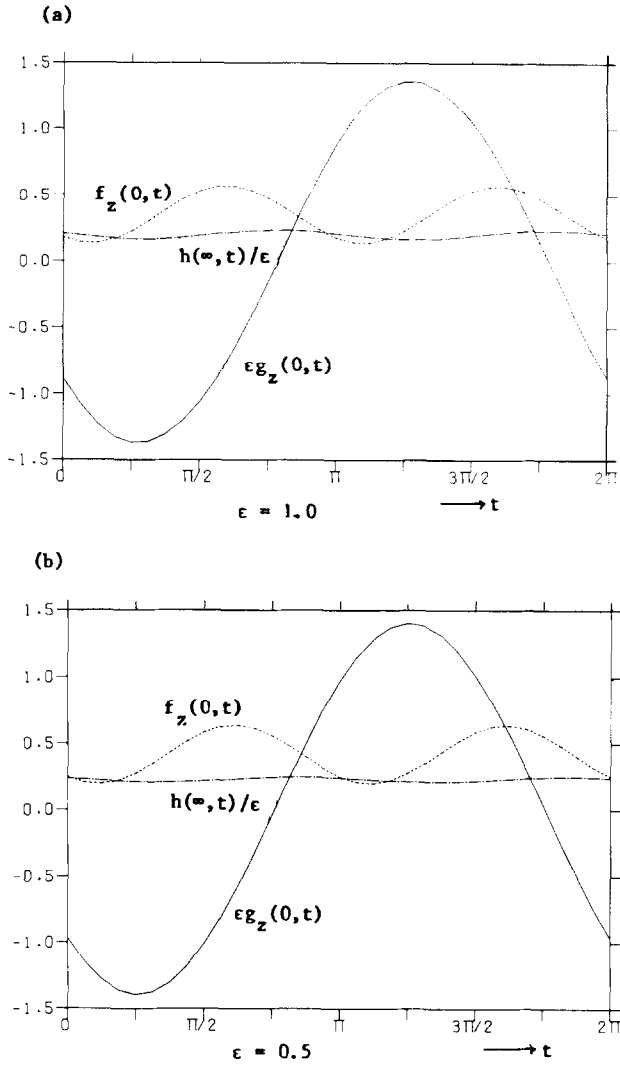 (a)
1.5
1.0
0.5
0.0
-0.5
-1.0
-1.5
f_z(0,t)
h(∞,t)/ε
εg_z(0,t)
0 π/2 π 3π/2 2π
ε = 1.0 → t
(b)
1.5
1.0
0.5
0.0
-0.5
-1.0
-1.5
f_z(0,t)
h(∞,t)/ε
εg_z(0,t)
0 π/2 π 3π/2 2π
ε = 0.5 → t